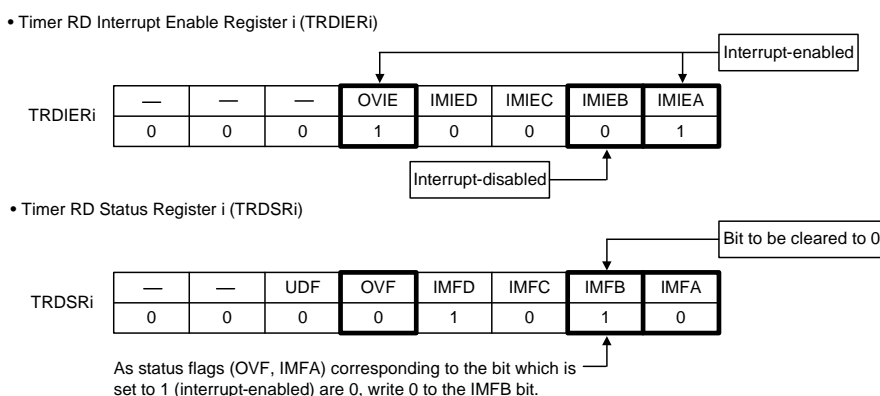 • Timer RD Interrupt Enable Register i (TRDIERi)
Interrupt-enabled
TRDIERi
— — — OVIE IMIED IMIEC IMIEB IMIEA
0 0 0 1 0 0 0 1
Interrupt-disabled
• Timer RD Status Register i (TRDSRi)
Bit to be cleared to 0
TRDSRi
— — UDF OVF IMFD IMFC IMFB IMFA
0 0 0 0 1 0 1 0
As status flags (OVF, IMFA) corresponding to the bit which is
set to 1 (interrupt-enabled) are 0, write 0 to the IMFB bit.